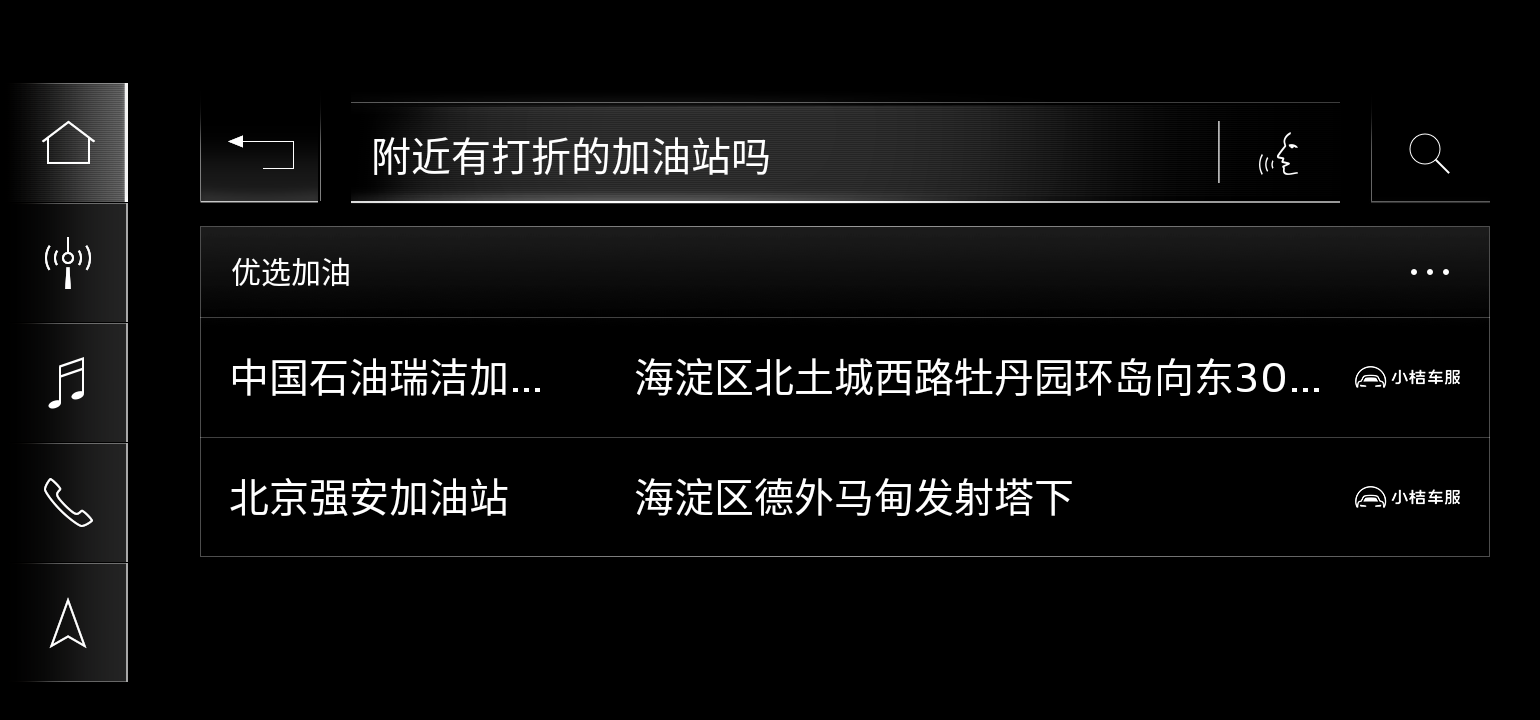 附近有打折的加油站吗
优选加油
中国石油瑞洁加... 海淀区北土城西路牡丹园环岛向东30... 小桔车服
北京强安加油站 海淀区德外马甸发射塔下 小桔车服